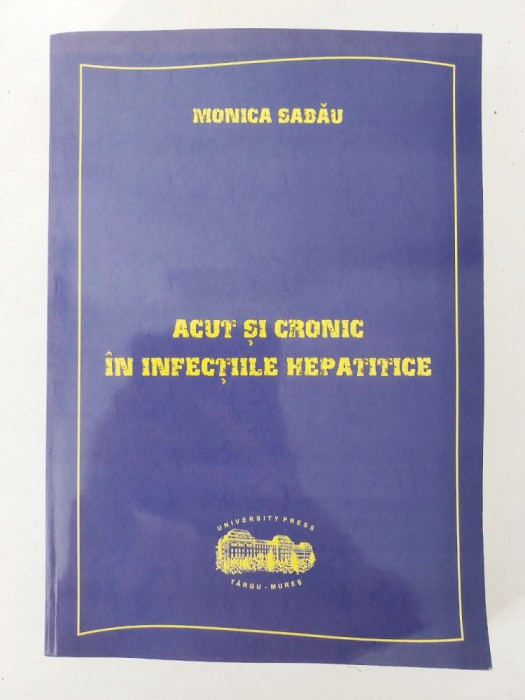 MONICA SABĂU
ACUT ȘI CRONIC
ÎN INFECȚIILE HEPATITICE
UNIVERSITY PRESS
TÂRGU - MUREȘ